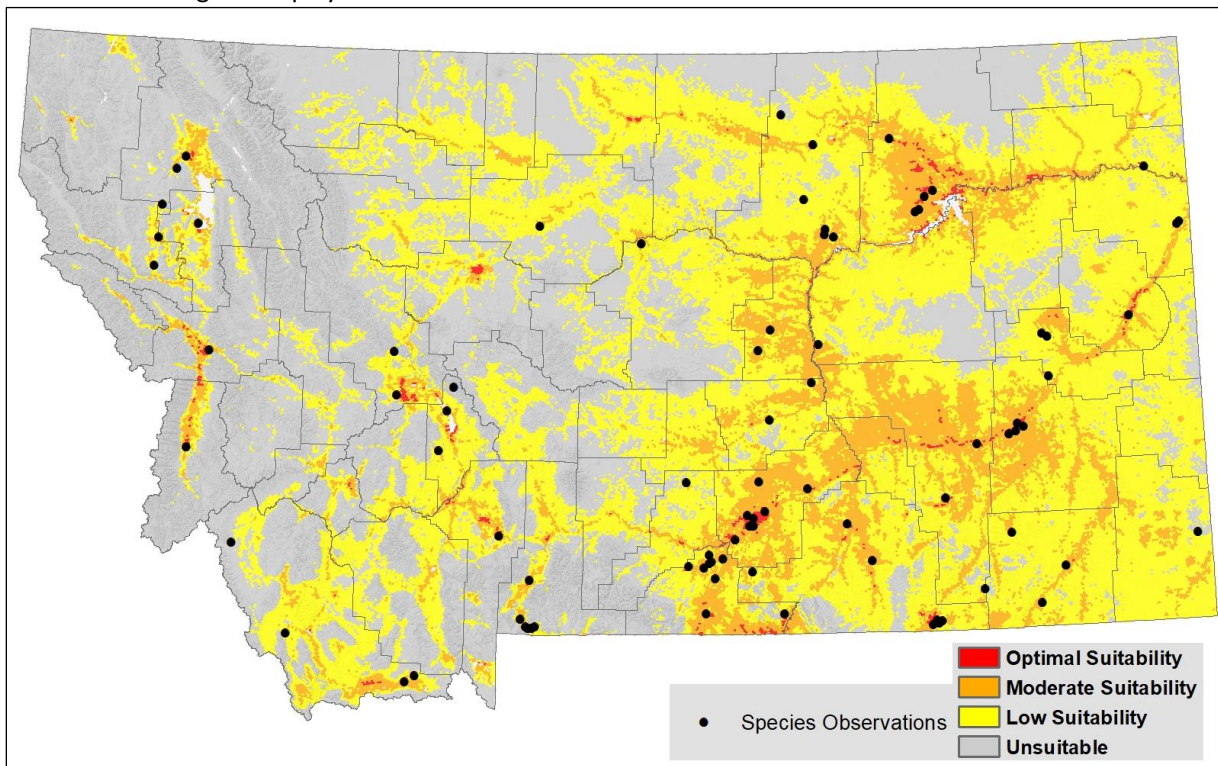 Optimal Suitability
Moderate Suitability
Species Observations
Low Suitability
Unsuitable